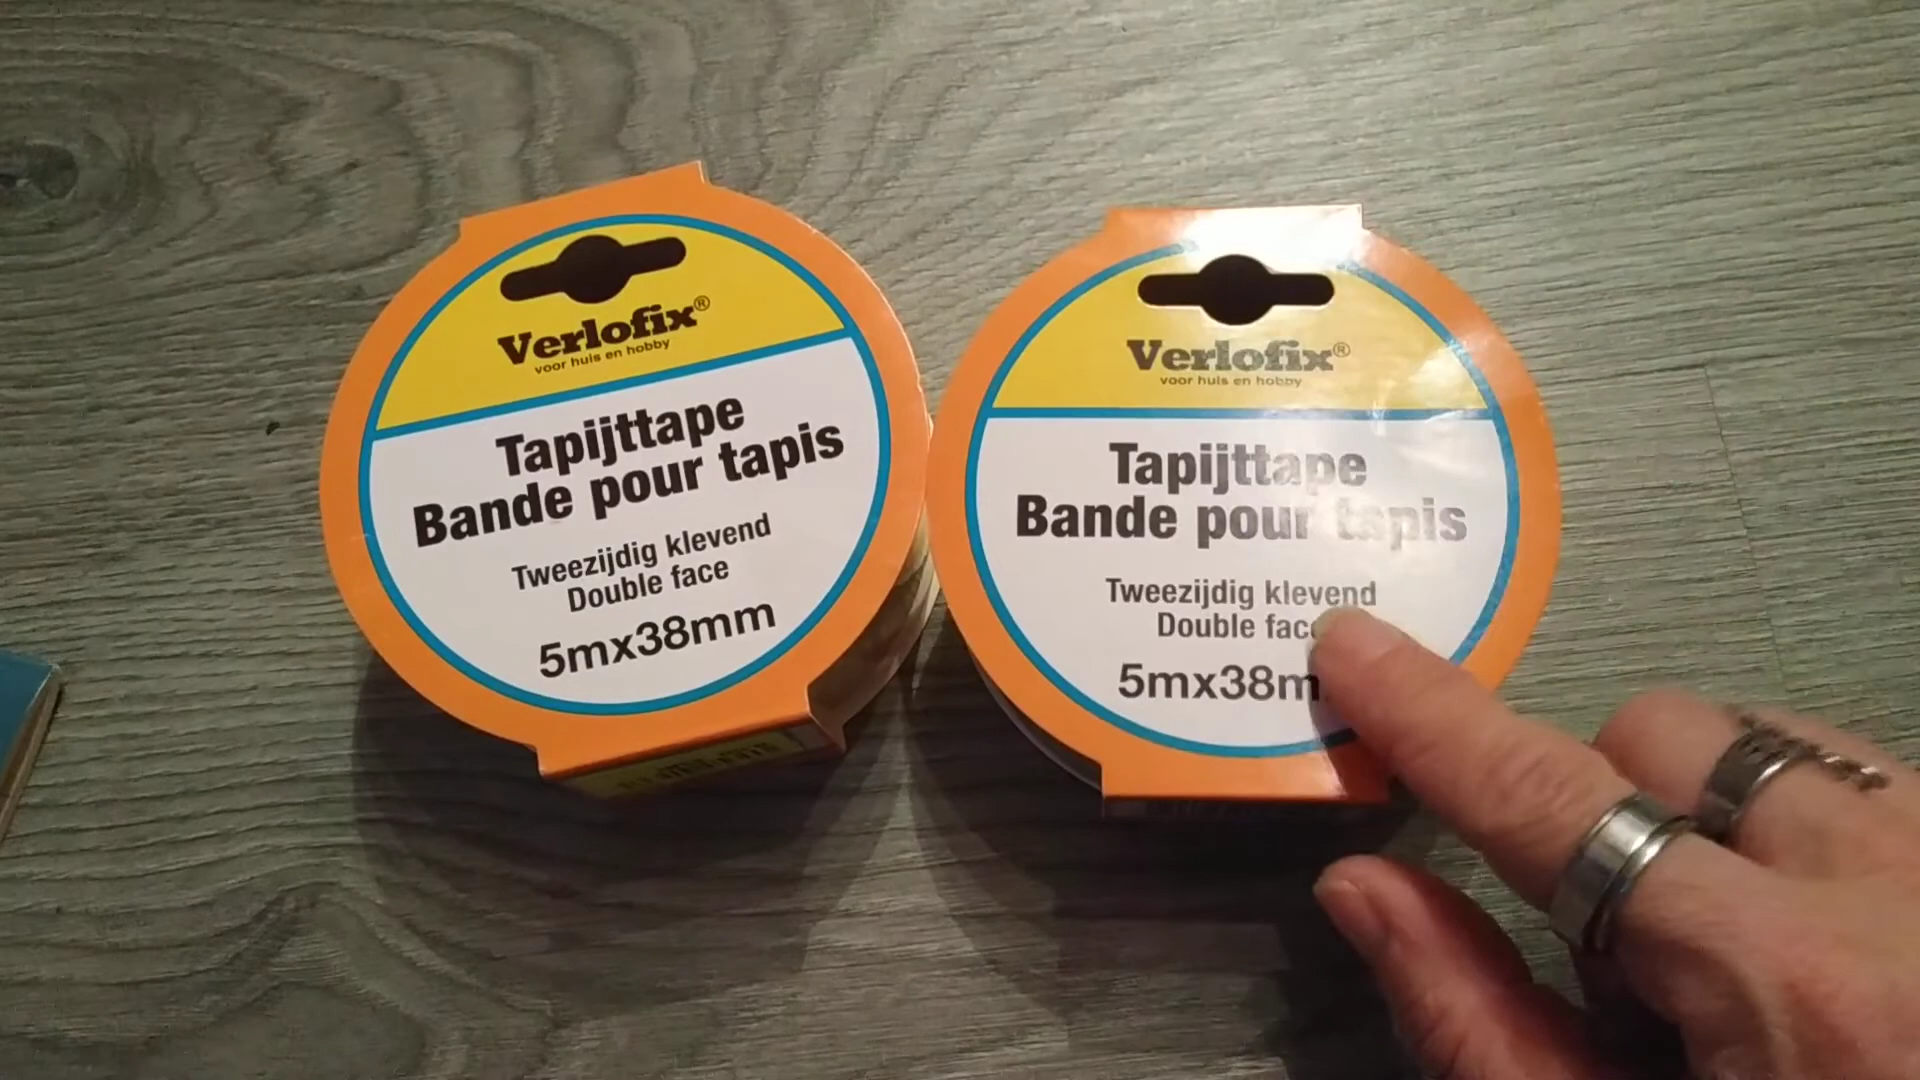 Verlofix®
voor huis en hobby
Tapijttape
Bande pour tapis
Tweezijdig klevend
Double face
5mx38mm
Verlofix®
voor huis en hobby
Tapijttape
Bande pour tapis
Tweezijdig klevend
Double fac
5mx38m